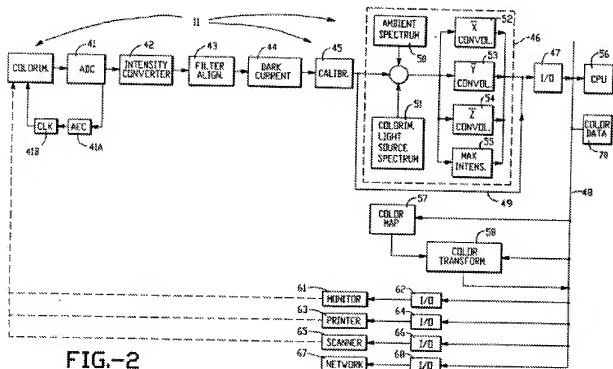 11
COLORIM.
41
ADC
42
INTENSITY
CONVERTER
43
FILTER
ALIGN.
44
DARK
CURRENT
45
CALIBR.
CLK
41B
AEC
41A
AMBIENT
SPECTRUM
50
51
COLORIM.
LIGHT
SOURCE
SPECTRUM
52
X
CONVOL.
53
Y
CONVOL.
54
Z
CONVOL.
55
MAX
INTENS.
46
47
I/O
56
CPU
COLOR
DATA
70
48
49
57
COLOR
MAP
58
COLOR
TRANSFORM.
61
MONITOR
62
I/O
63
PRINTER
64
I/O
65
SCANNER
66
I/O
67
NETWORK
68
I/O
FIG.-2